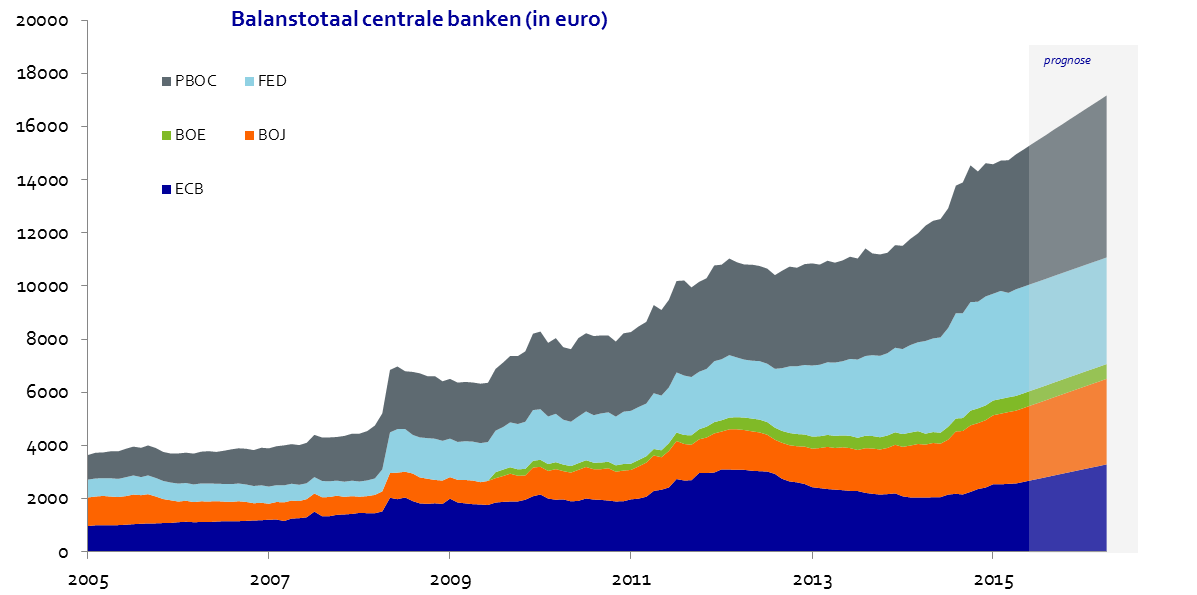 Balanstotaal centrale banken (in euro)
20000
18000
16000
14000
12000
10000
8000
6000
4000
2000
0
prognose
PBOC FED
BOE BOJ
ECB
2005 2007 2009 2011 2013 2015